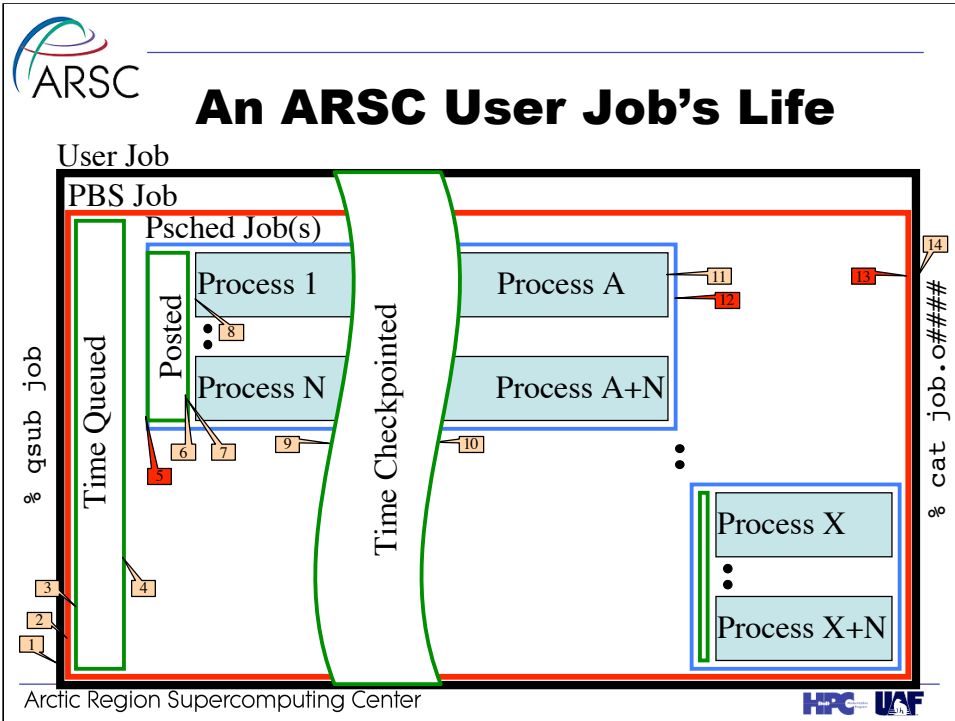 ARSC
An ARSC User Job's Life
User Job
PBS Job
Psched Job(s)
Time Queued
Posted
Process 1
Process N
Time Checkpointed
Process A
Process A+N
Process X
Process X+N
% qsub job
% cat job.o####
1
2
3
4
5
6
7
8
9
10
11
12
13
14
Arctic Region Supercomputing Center
HPC
UAF